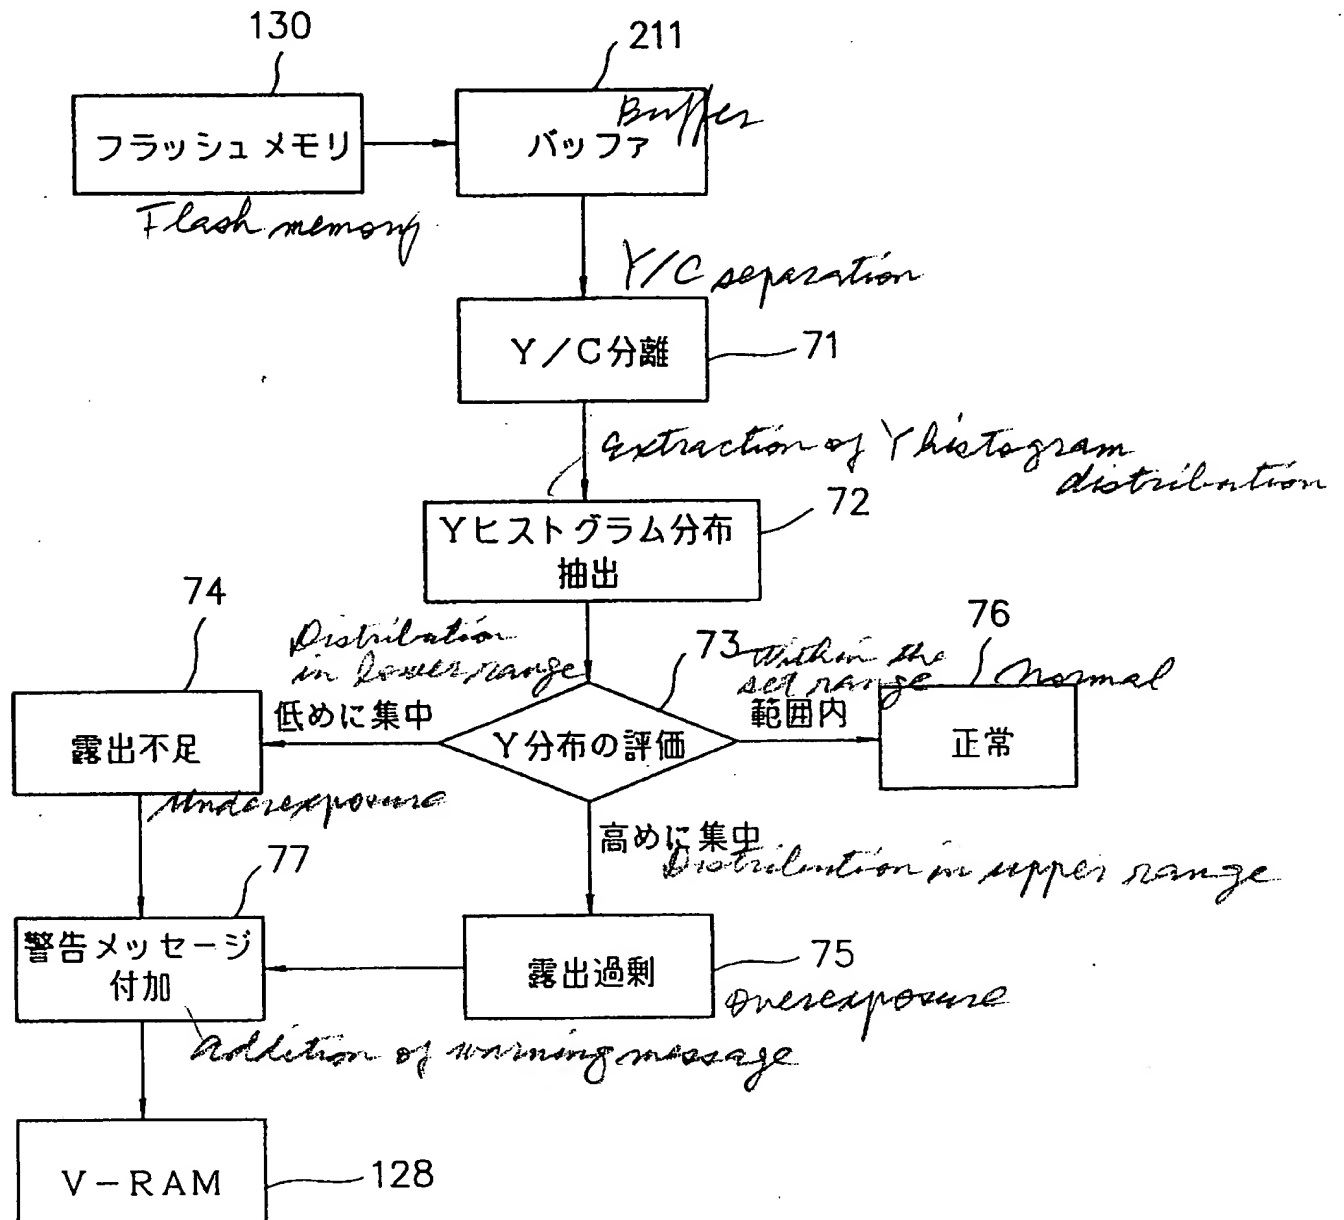 130
211
フラッシュメモリ
Buffer
バッファ
Flash memory
Y/C separation
Y/C分離
71
Extraction of Y histogram
distribution
72
Yヒストグラム分布
抽出
74
Distribution
in lower range
73
Within the
set range
76
Normal
低めに集中
範囲内
露出不足
Y分布の評価
正常
Underexposure
高めに集中
Distribution in upper range
77
警告メッセージ
付加
露出過剰
75
Overexposure
Addition of warning message
V-RAM
128